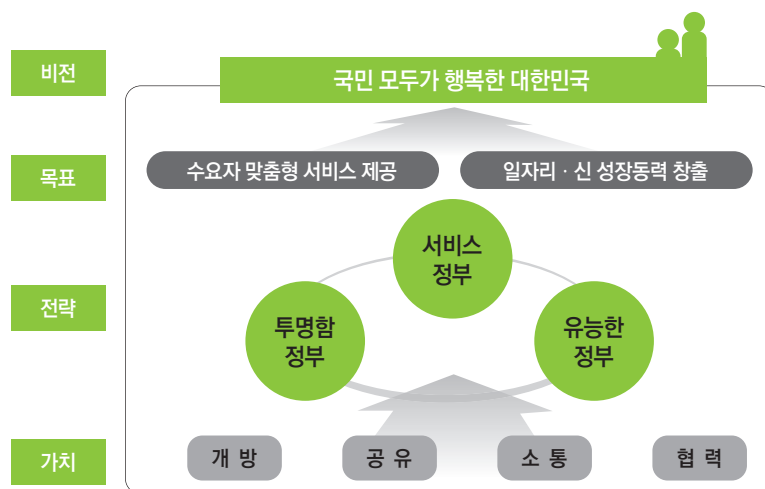 비전
국민 모두가 행복한 대한민국
목표
수요자 맞춤형 서비스 제공
일자리 · 신 성장동력 창출
전략
서비스
정부
투명함
정부
유능한
정부
가치
개 방
공 유
소 통
협 력